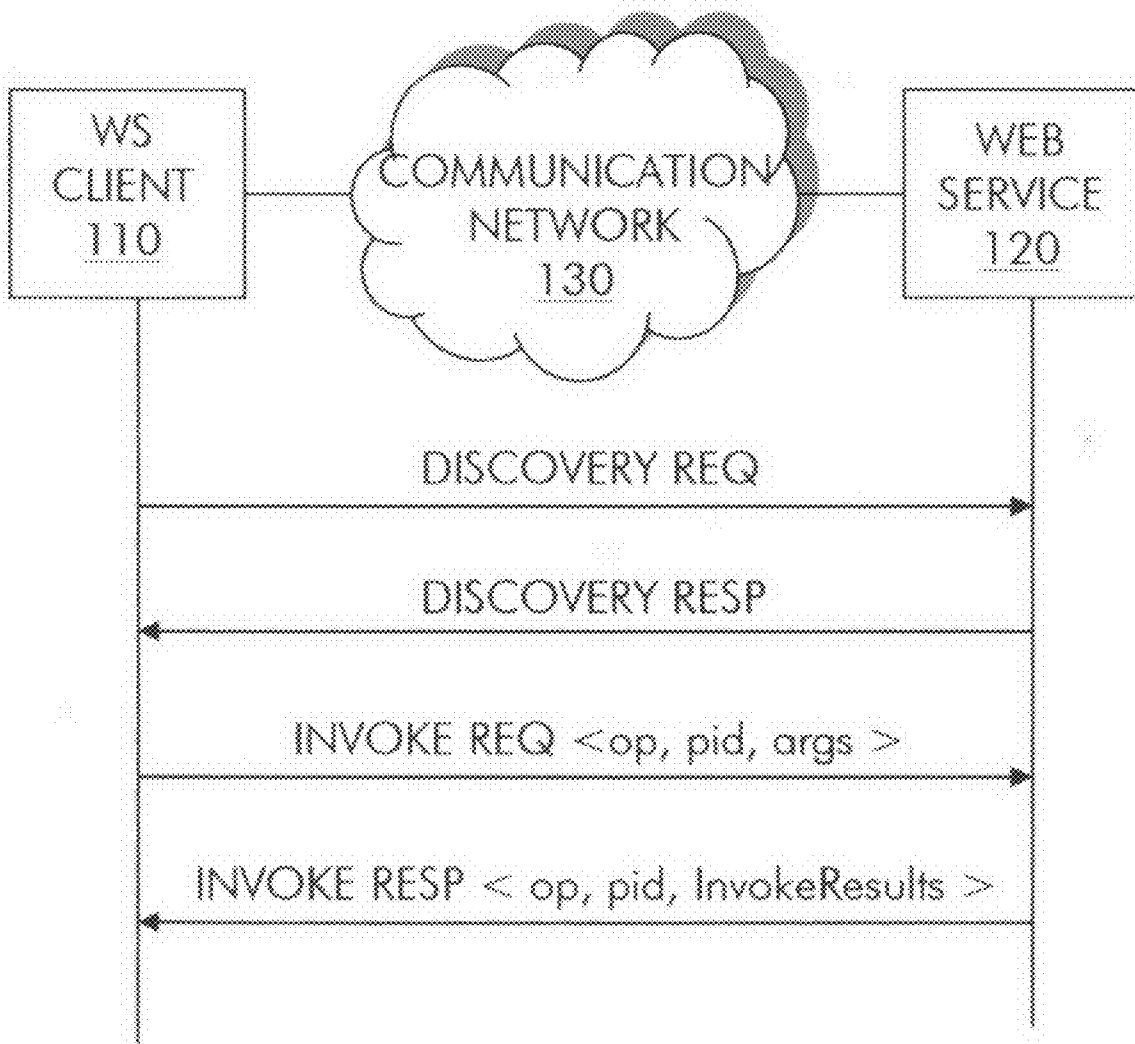 WS
CLIENT
110
COMMUNICATION
NETWORK
130
WEB
SERVICE
120
DISCOVERY REQ
DISCOVERY RESP
INVOKE REQ <op, pid, args >
INVOKE RESP < op, pid, InvokeResults >